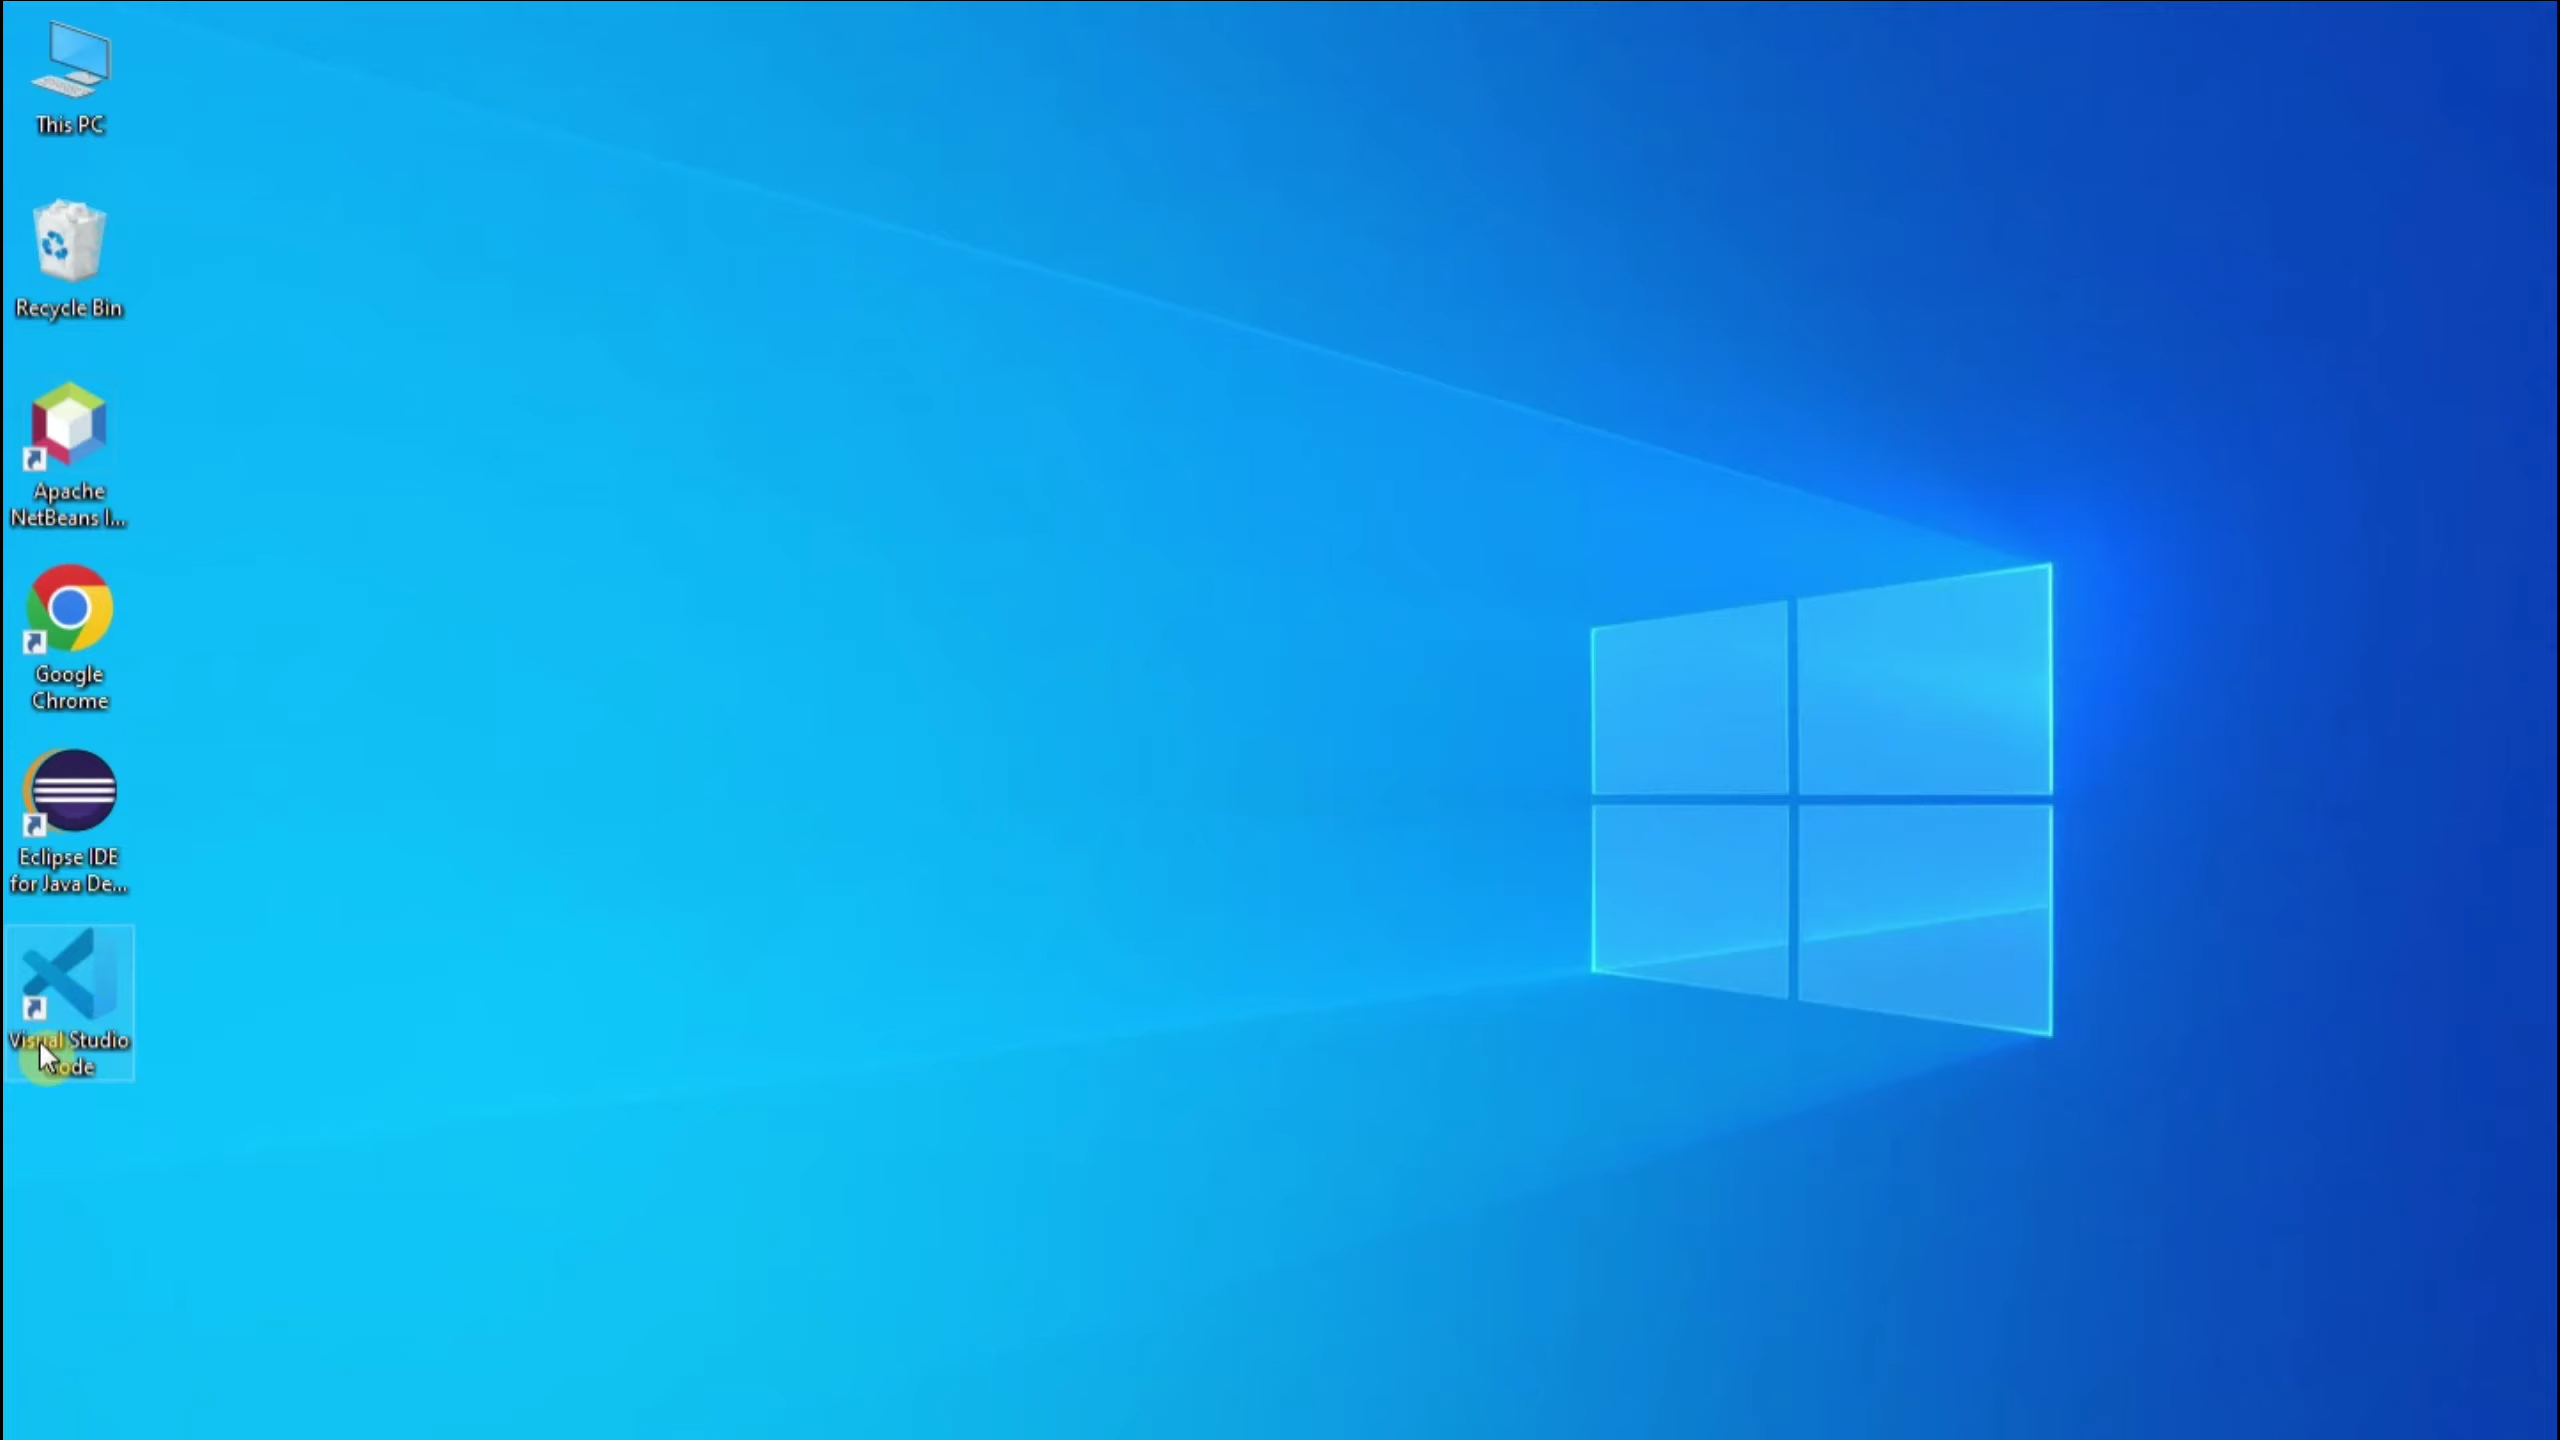 This PC
Recycle Bin
Apache
NetBeans I...
Google
Chrome
Eclipse IDE
for Java De...
Visual Studio
Code